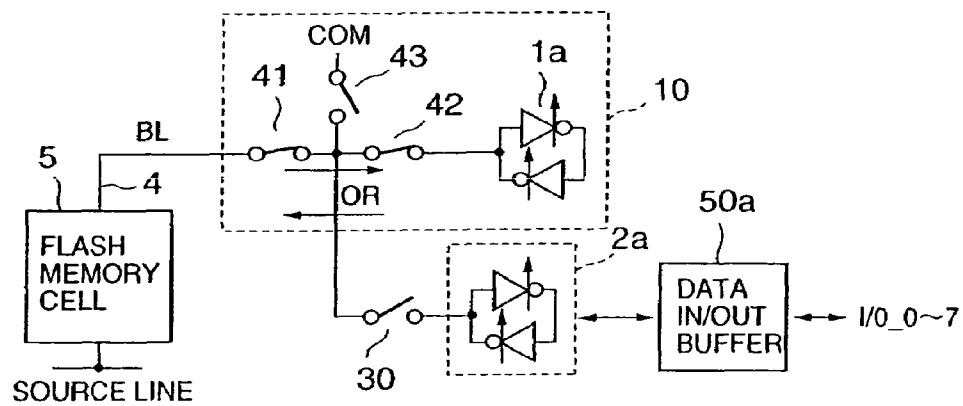 COM
41
43
1a
10
42
BL
5
4
OR
50a
2a
FLASH
MEMORY
CELL
DATA
IN/OUT
BUFFER
I/0_0~7
30
SOURCE LINE